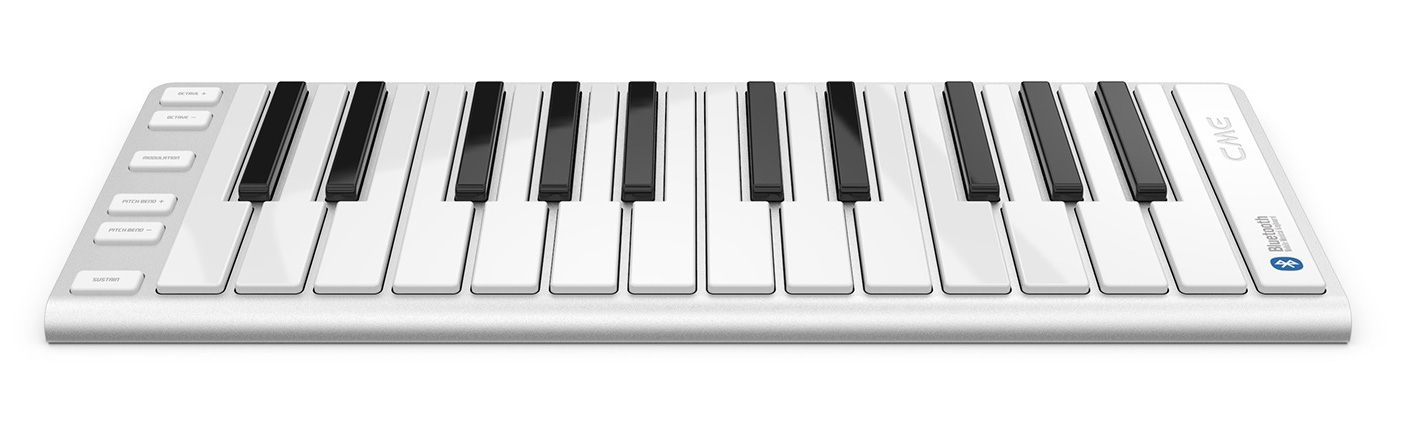 OCTAVE +
OCTAVE -
MODULATION
PITCH-BEND +
PITCH-BEND -
SUSTAIN
CME
Bluetooth